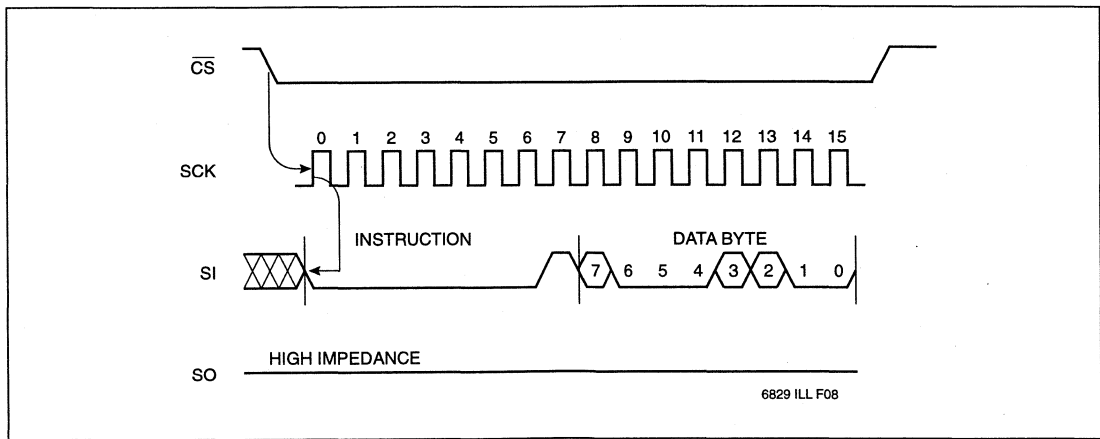 CS
0 1 2 3 4 5 6 7 8 9 10 11 12 13 14 15
SCK
INSTRUCTION DATA BYTE
SI 7 6 5 4 3 2 1 0
HIGH IMPEDANCE
SO
6829 ILL F08